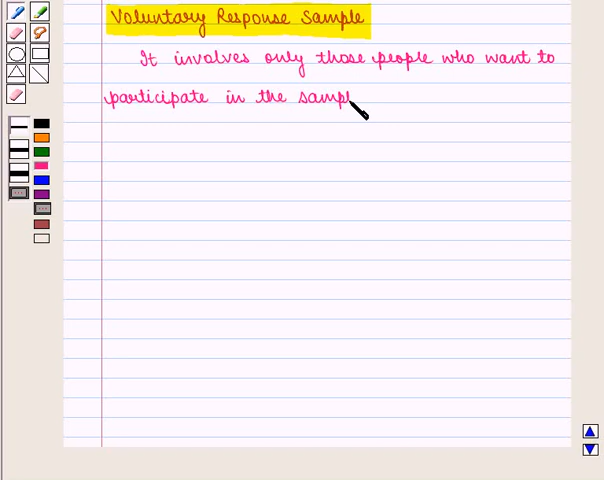 Voluntary Response Sample
It involves only those people who want to
participate in the sampl